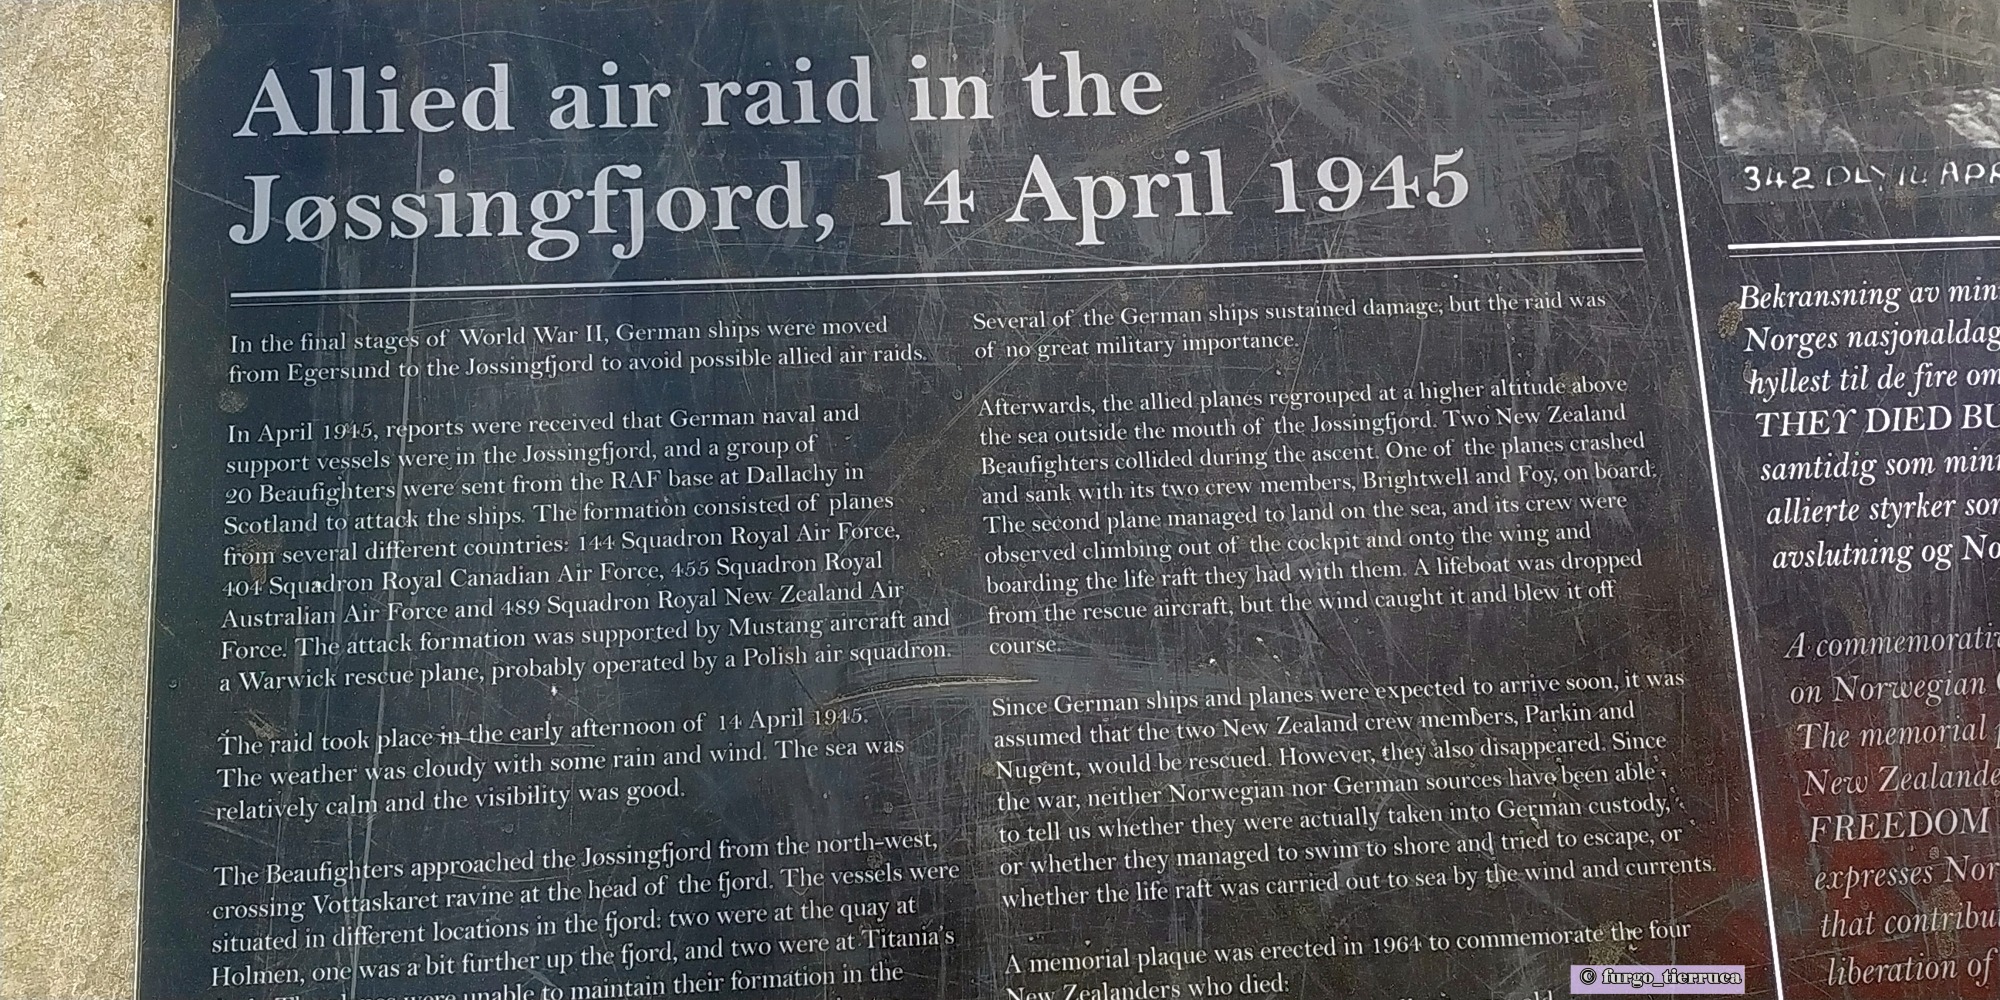 Allied air raid in the
Jøssingfjord, 14 April 1945
In the final stages of World War II, German ships were moved
from Egersund to the Jøssingfjord to avoid possible allied air raids.
In April 1945, reports were received that German naval and
support vessels were in the Jøssingfjord, and a group of
20 Beaufighters were sent from the RAF base at Dallachy in
Scotland to attack the ships. The formation consisted of planes
from several different countries: 144 Squadron Royal Air Force,
404 Squadron Royal Canadian Air Force, 455 Squadron Royal
Australian Air Force and 489 Squadron Royal New Zealand Air
Force. The attack formation was supported by Mustang aircraft and
a Warwick rescue plane, probably operated by a Polish air squadron.
The raid took place in the early afternoon of 14 April 1945.
The weather was cloudy with some rain and wind. The sea was
relatively calm and the visibility was good.
The Beaufighters approached the Jøssingfjord from the north-west,
crossing Vottaskaret ravine at the head of the fjord. The vessels were
situated in different locations in the fjord: two were at the quay at
Holmen, one was a bit further up the fjord, and two were at Titania's
were unable to maintain their formation in the
Several of the German ships sustained damage, but the raid was
of no great military importance.
Afterwards, the allied planes regrouped at a higher altitude above
the sea outside the mouth of the Jøssingfjord. Two New Zealand
Beaufighters collided during the ascent. One of the planes crashed
and sank with its two crew members, Brightwell and Foy, on board.
The second plane managed to land on the sea, and its crew were
observed climbing out of the cockpit and onto the wing and
boarding the life raft they had with them. A lifeboat was dropped
from the rescue aircraft, but the wind caught it and blew it off
course.
Since German ships and planes were expected to arrive soon, it was
assumed that the two New Zealand crew members, Parkin and
Nugent, would be rescued. However, they also disappeared. Since
the war, neither Norwegian nor German sources have been able
to tell us whether they were actually taken into German custody,
or whether they managed to swim to shore and tried to escape, or
whether the life raft was carried out to sea by the wind and currents.
A memorial plaque was erected in 1964 to commemorate the four
New Zealanders who died:
342 DLY 14 APR
Bekransning av min
Norges nasjonaldag
hyllest til de fire om
THEY DIED BU
samtidig som min
allierte styrker som
avslutning og No
A commemorati
on Norwegian
The memorial
New Zealande
FREEDOM
expresses Nor
that contribu
liberation of
© furgo_tierruca